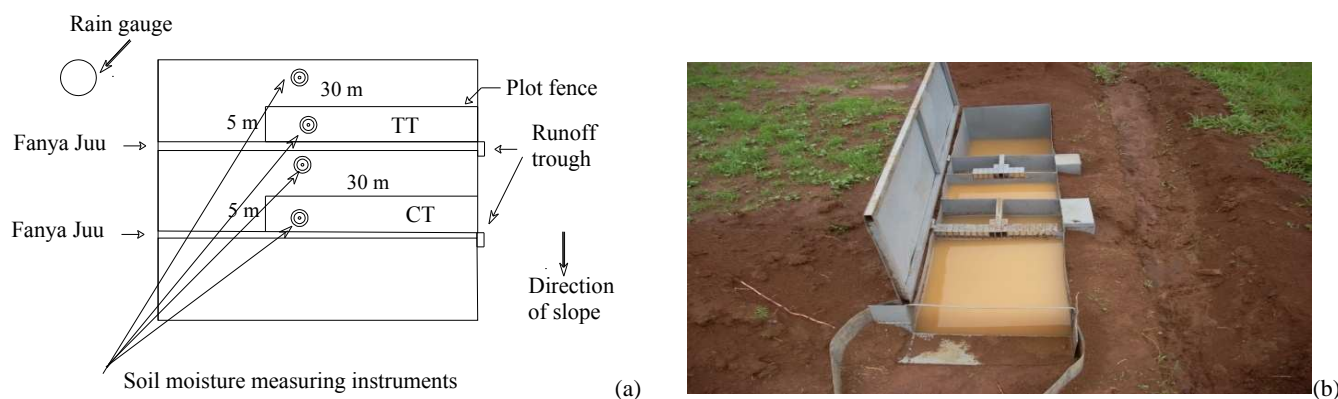 Rain gauge
30 m
Plot fence
5 m
TT
Fanya Juu
Runoff
trough
30 m
5 m
CT
Fanya Juu
Direction
of slope
Soil moisture measuring instruments
(a)
(b)